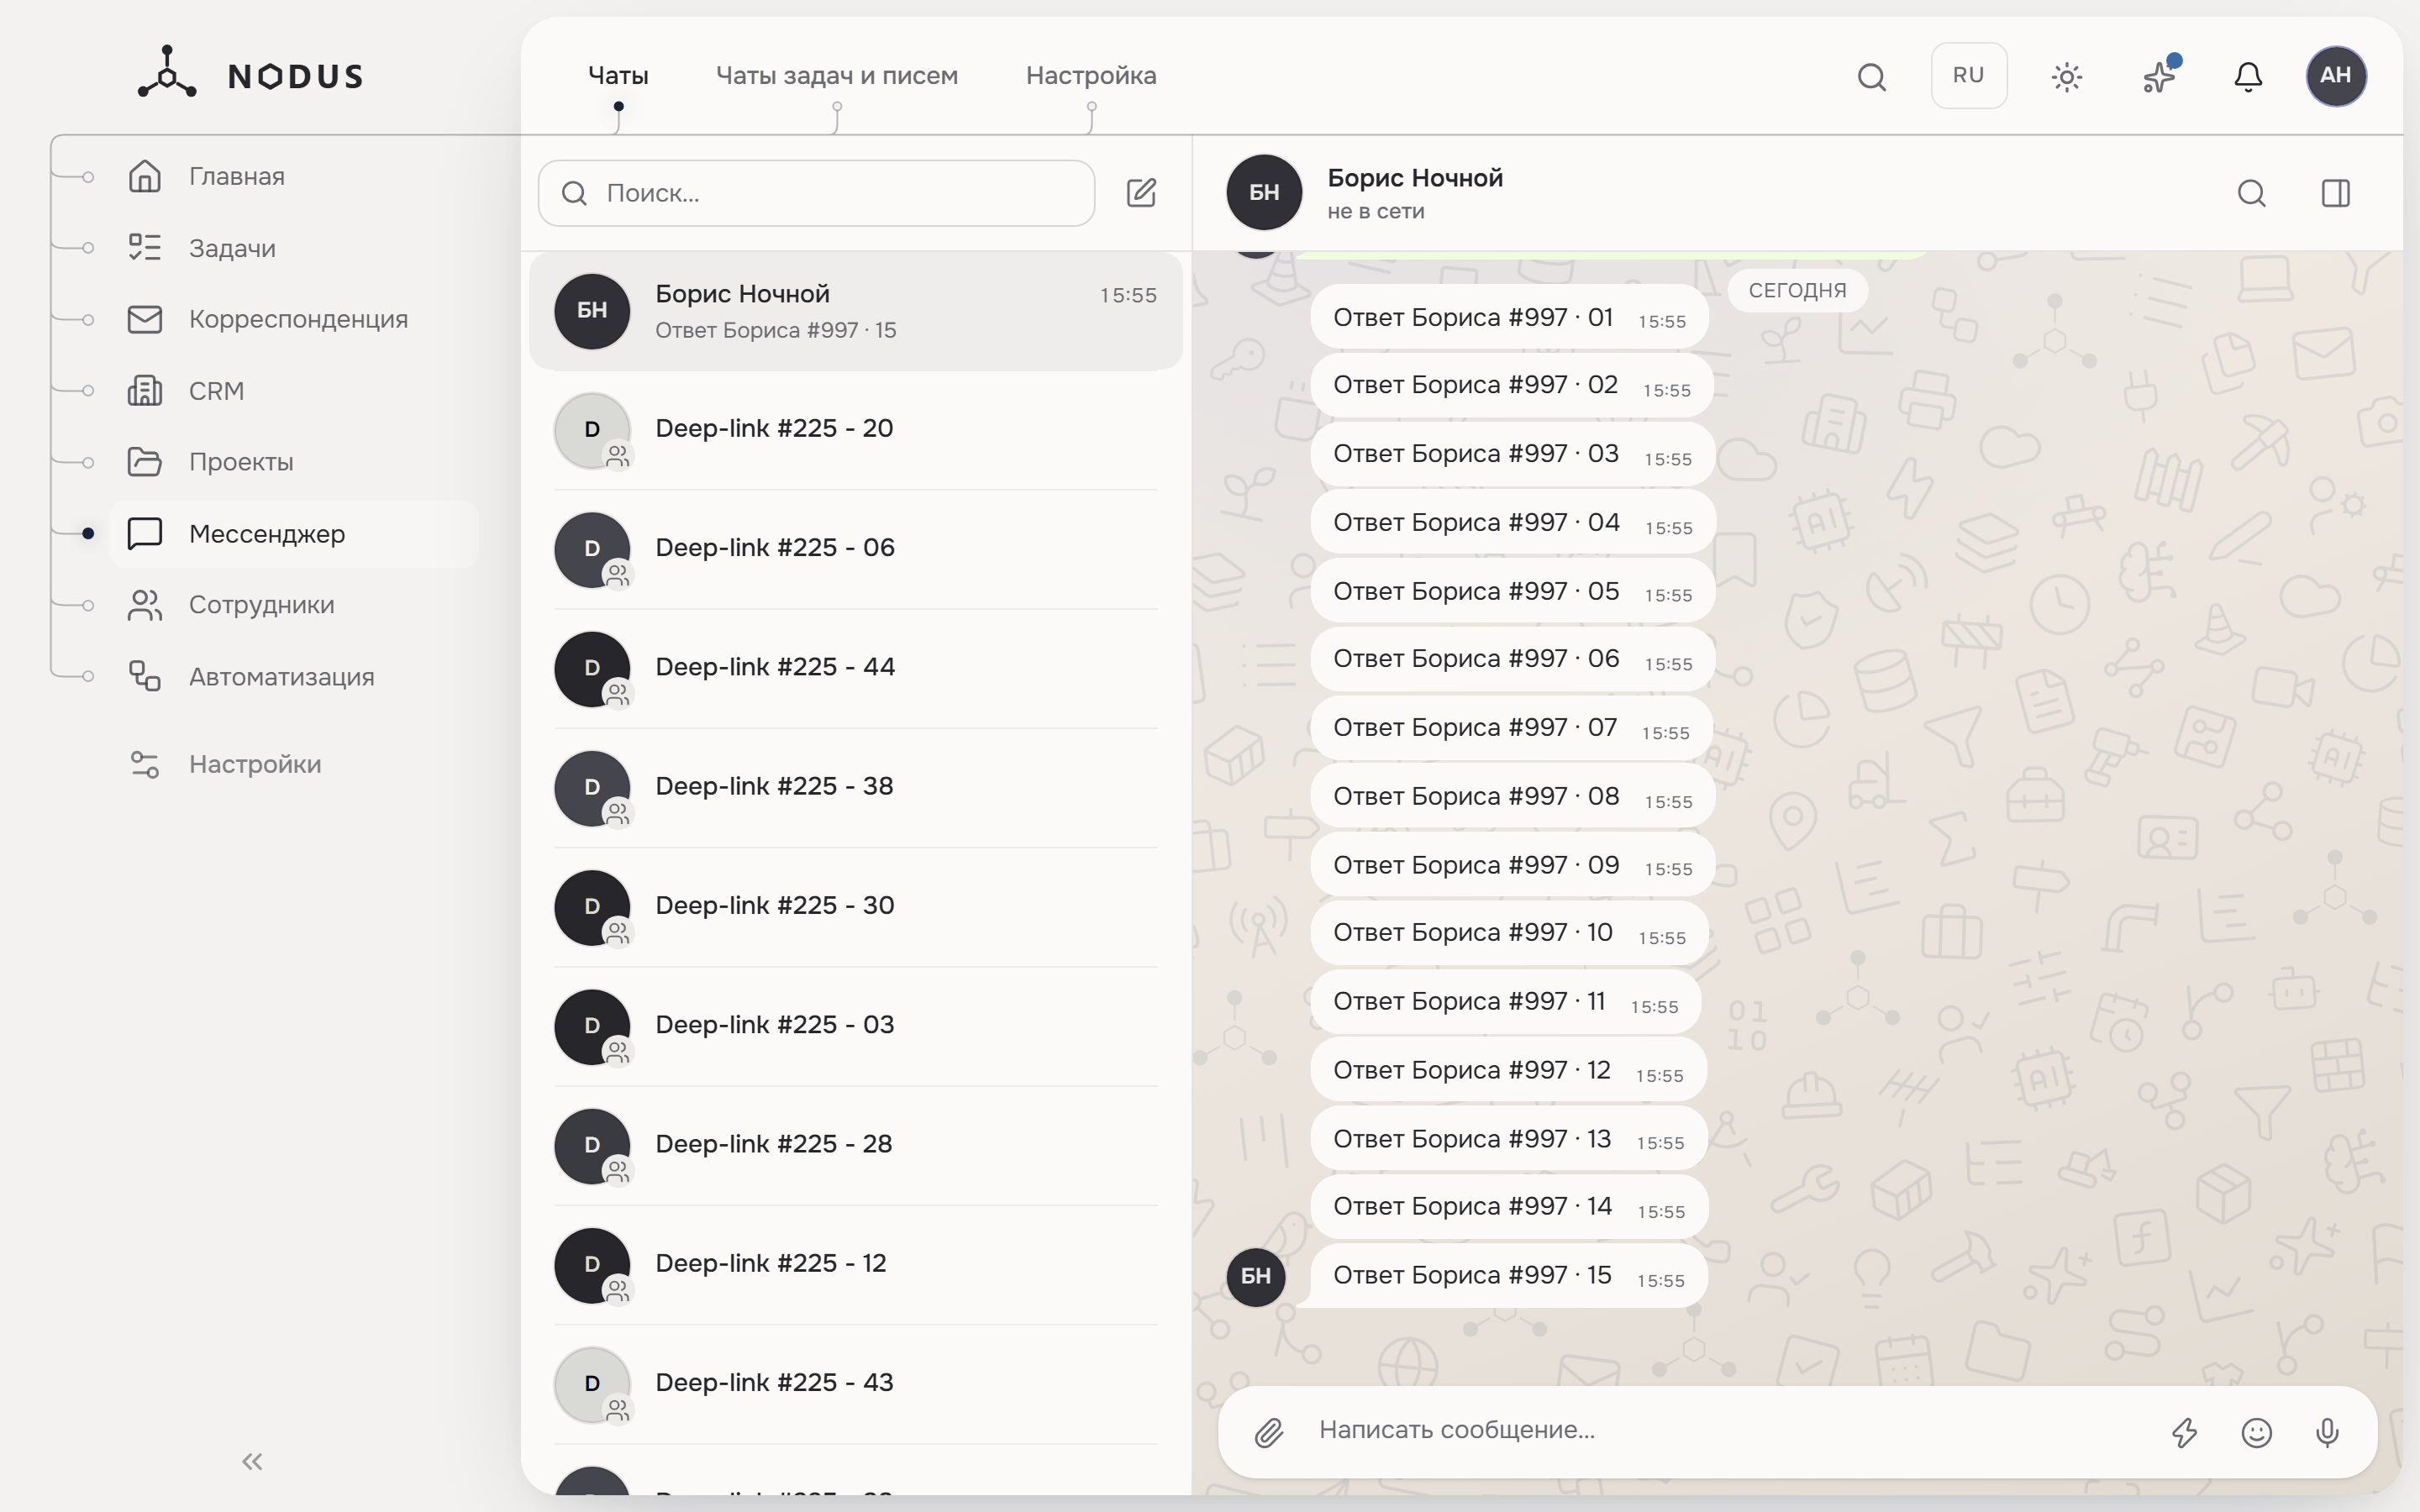 NODUS
Чаты
Чаты задач и писем
Настройка
RU
АН
Главная
Задачи
Корреспонденция
CRM
Проекты
Мессенджер
Сотрудники
Автоматизация
Настройки
Поиск...
БН
Борис Ночной
15:55
Ответ Бориса #997 · 15
D
Deep-link #225 - 20
D
Deep-link #225 - 06
D
Deep-link #225 - 44
D
Deep-link #225 - 38
D
Deep-link #225 - 30
D
Deep-link #225 - 03
D
Deep-link #225 - 28
D
Deep-link #225 - 12
D
Deep-link #225 - 43
БН
Борис Ночной
не в сети
СЕГОДНЯ
Ответ Бориса #997 · 01 15:55
Ответ Бориса #997 · 02 15:55
Ответ Бориса #997 · 03 15:55
Ответ Бориса #997 · 04 15:55
Ответ Бориса #997 · 05 15:55
Ответ Бориса #997 · 06 15:55
Ответ Бориса #997 · 07 15:55
Ответ Бориса #997 · 08 15:55
Ответ Бориса #997 · 09 15:55
Ответ Бориса #997 · 10 15:55
Ответ Бориса #997 · 11 15:55
Ответ Бориса #997 · 12 15:55
Ответ Бориса #997 · 13 15:55
Ответ Бориса #997 · 14 15:55
БН
Ответ Бориса #997 · 15 15:55
Написать сообщение...